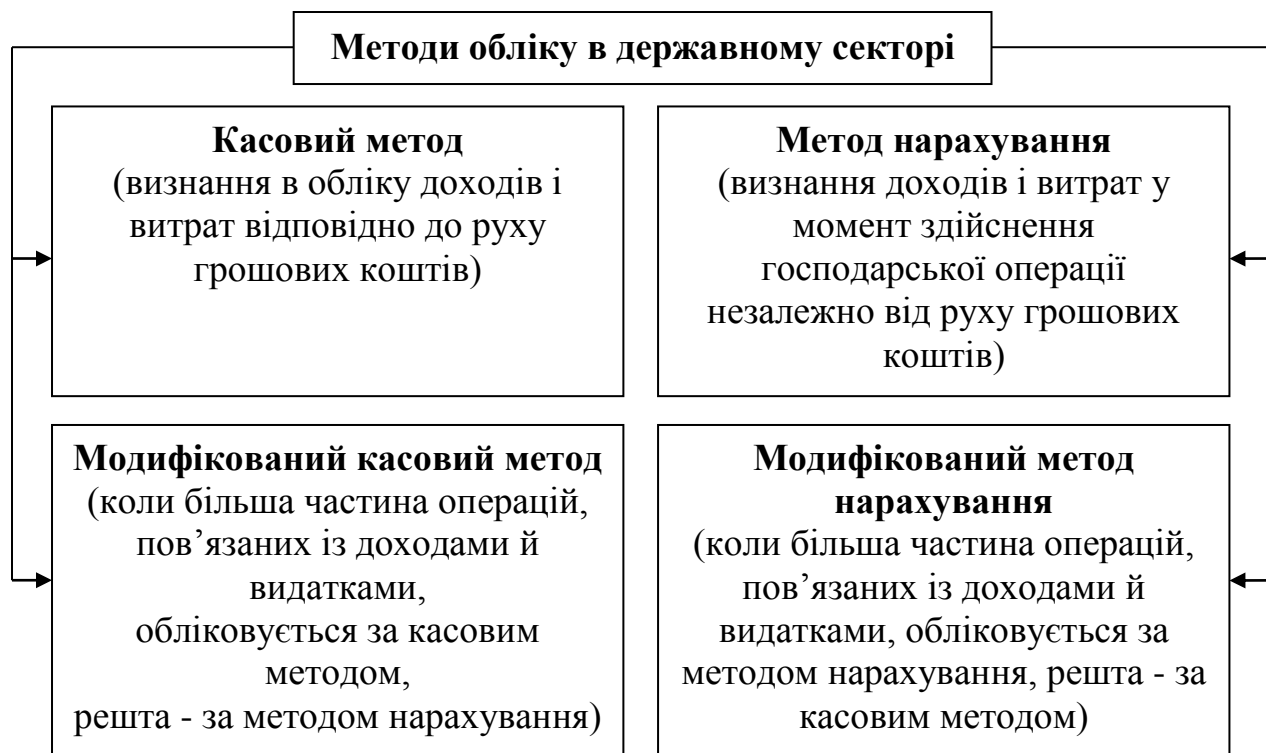 Методи обліку в державному секторі
Касовий метод
(визнання в обліку доходів і
витрат відповідно до руху
грошових коштів)
Метод нарахування
(визнання доходів і витрат у
момент здійснення
господарської операції
незалежно від руху грошових
коштів)
Модифікований касовий метод
(коли більша частина операцій,
пов’язаних із доходами й
видатками,
обліковується за касовим
методом,
решта - за методом нарахування)
Модифікований метод
нарахування
(коли більша частина операцій,
пов’язаних із доходами й
видатками, обліковується за
методом нарахування, решта - за
касовим методом)